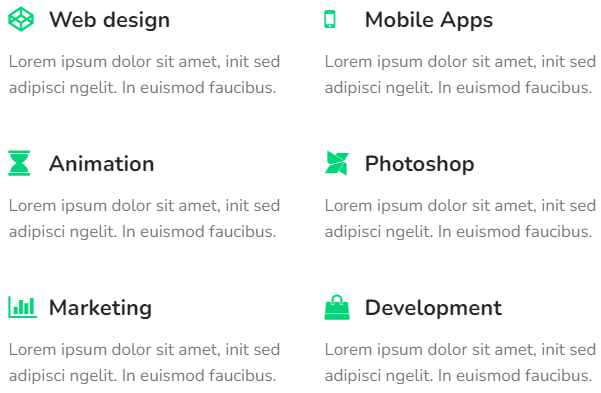 Web design
Lorem ipsum dolor sit amet, init sed
adipisci ngelit. In euismod faucibus.
Mobile Apps
Lorem ipsum dolor sit amet, init sed
adipisci ngelit. In euismod faucibus.
Animation
Lorem ipsum dolor sit amet, init sed
adipisci ngelit. In euismod faucibus.
Photoshop
Lorem ipsum dolor sit amet, init sed
adipisci ngelit. In euismod faucibus.
Marketing
Lorem ipsum dolor sit amet, init sed
adipisci ngelit. In euismod faucibus.
Development
Lorem ipsum dolor sit amet, init sed
adipisci ngelit. In euismod faucibus.